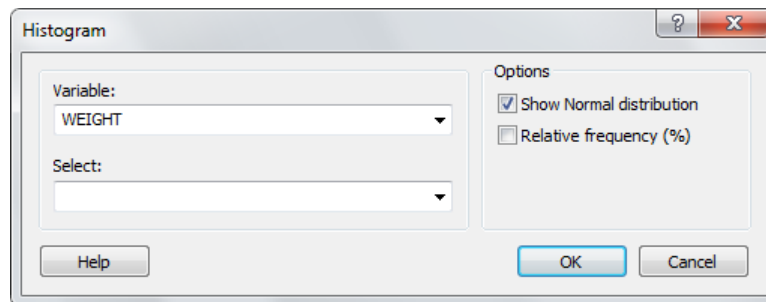 Histogram
Variable:
WEIGHT
Select:
Options
Show Normal distribution
Relative frequency (%)
Help
OK
Cancel